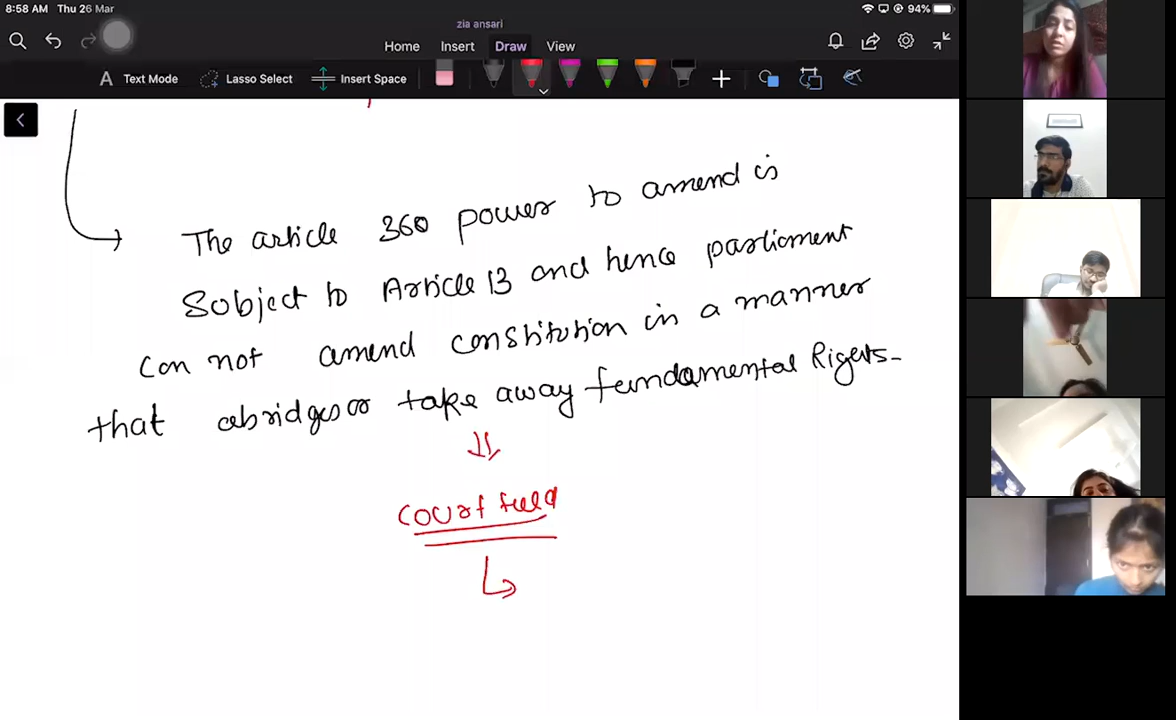 8:58 AM Thu 26 Mar
94%
zia ansari
Home Insert Draw View
Text Mode Lasso Select Insert Space
The article 360 power to amend is
Subject to Article 13 and hence parliament
can not amend constitution in a manner
that abridges or take away fundamental Rigets-
Court held